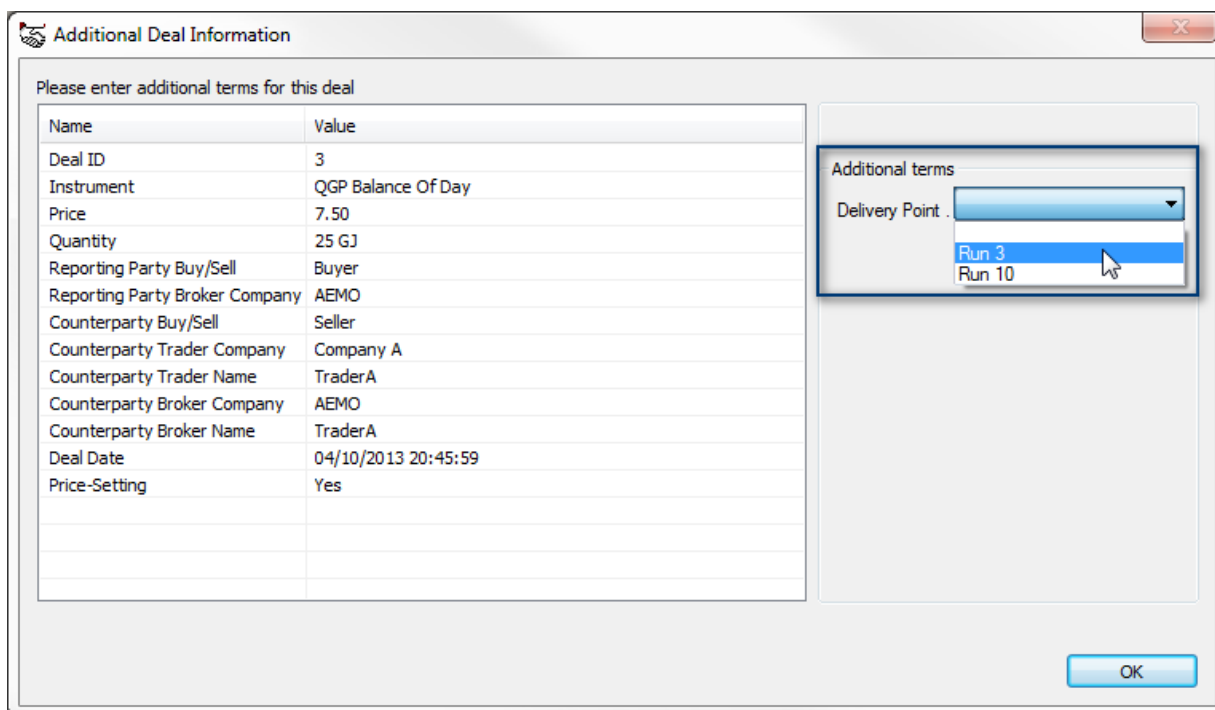 Additional Deal Information
Please enter additional terms for this deal
Name Value
Deal ID 3
Instrument QGP Balance Of Day
Price 7.50
Quantity 25 GJ
Reporting Party Buy/Sell Buyer
Reporting Party Broker Company AEMO
Counterparty Buy/Sell Seller
Counterparty Trader Company Company A
Counterparty Trader Name TraderA
Counterparty Broker Company AEMO
Counterparty Broker Name TraderA
Deal Date 04/10/2013 20:45:59
Price-Setting Yes
Additional terms
Delivery Point .
Run 3
Run 10
OK